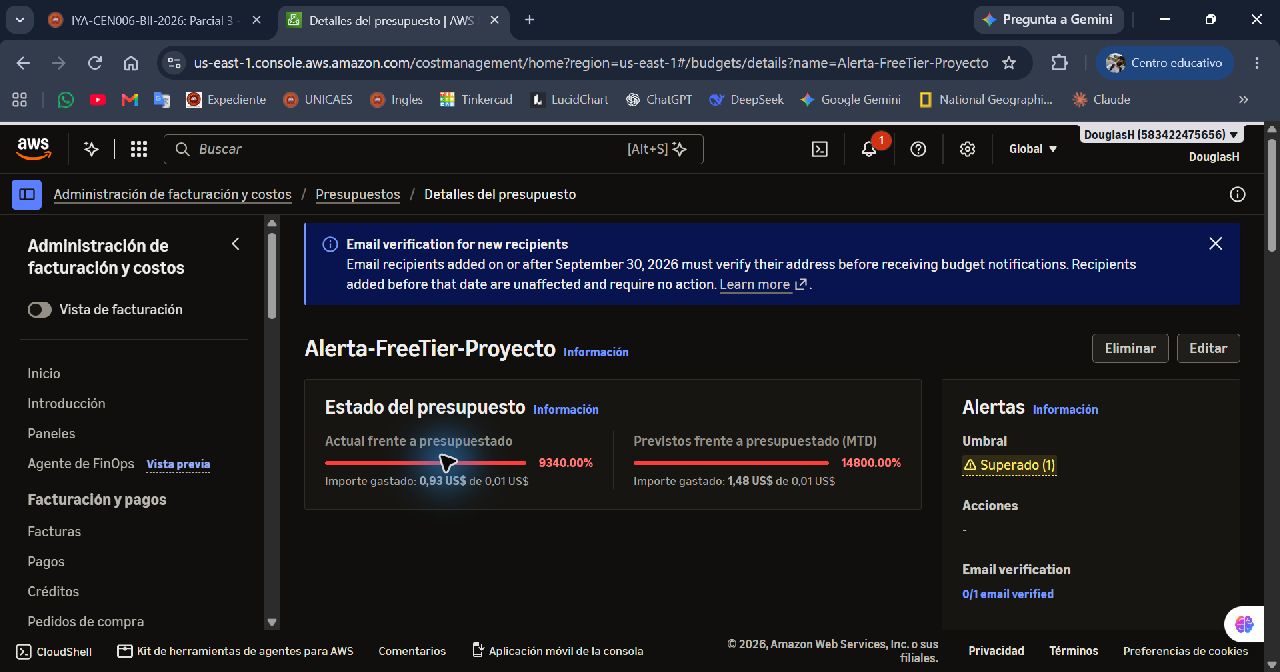 IYA-CEN006-BII-2026: Parcial 3 -
Detalles del presupuesto | AWS
Pregunta a Gemini
us-east-1.console.aws.amazon.com/costmanagement/home?region=us-east-1#/budgets/details?name=Alerta-FreeTier-Proyecto
Centro educativo
Expediente
UNICAES
Ingles
Tinkercad
LucidChart
ChatGPT
DeepSeek
Google Gemini
National Geographi...
Claude
aws
Buscar
[Alt+S]
1
Global
DouglasH (583422475656)
DouglasH
Administración de facturación y costos / Presupuestos / Detalles del presupuesto
Administración de
facturación y costos
Vista de facturación
Inicio
Introducción
Paneles
Agente de FinOps Vista previa
Facturación y pagos
Facturas
Pagos
Créditos
Pedidos de compra
Email verification for new recipients
Email recipients added on or after September 30, 2026 must verify their address before receiving budget notifications. Recipients
added before that date are unaffected and require no action. Learn more.
Alerta-FreeTier-Proyecto Información
Eliminar
Editar
Estado del presupuesto Información
Actual frente a presupuestado
9340.00%
Importe gastado: 0,93 US$ de 0,01 US$
Previstos frente a presupuestado (MTD)
14800.00%
Importe gastado: 1,48 US$ de 0,01 US$
Alertas Información
Umbral
Superado (1)
Acciones
-
Email verification
0/1 email verified
CloudShell
Kit de herramientas de agentes para AWS
Comentarios
Aplicación móvil de la consola
© 2026, Amazon Web Services, Inc. o sus
filiales.
Privacidad
Términos
Preferencias de cookies